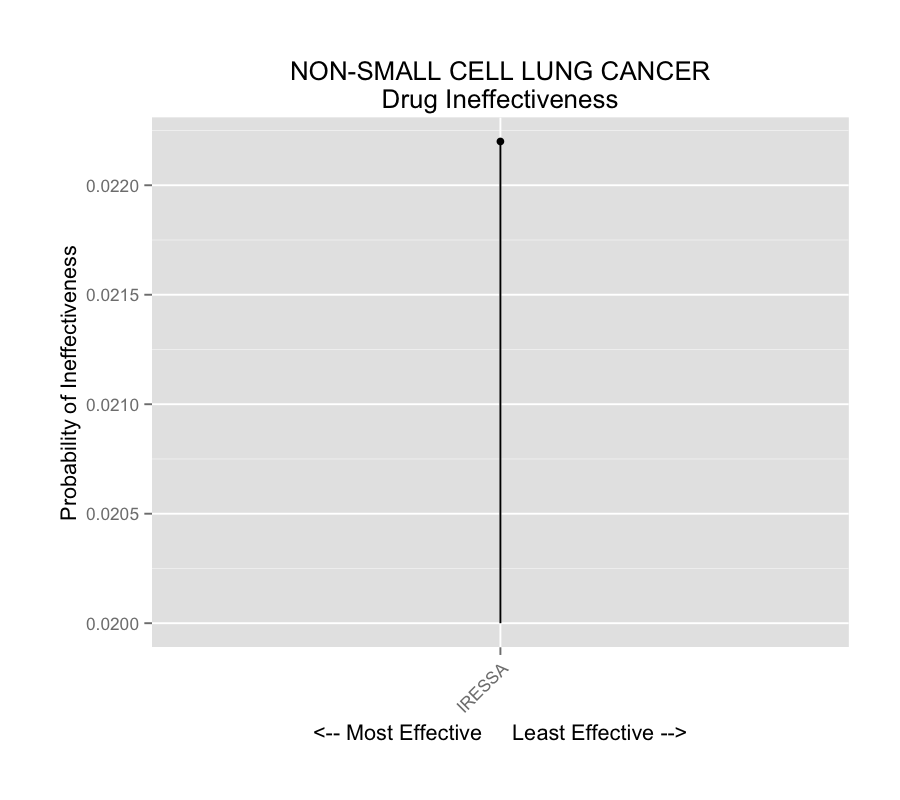 NON-SMALL CELL LUNG CANCER
Drug Ineffectiveness
Probability of Ineffectiveness
0.0220
0.0215
0.0210
0.0205
0.0200
IRESSA
<-- Most Effective Least Effective -->